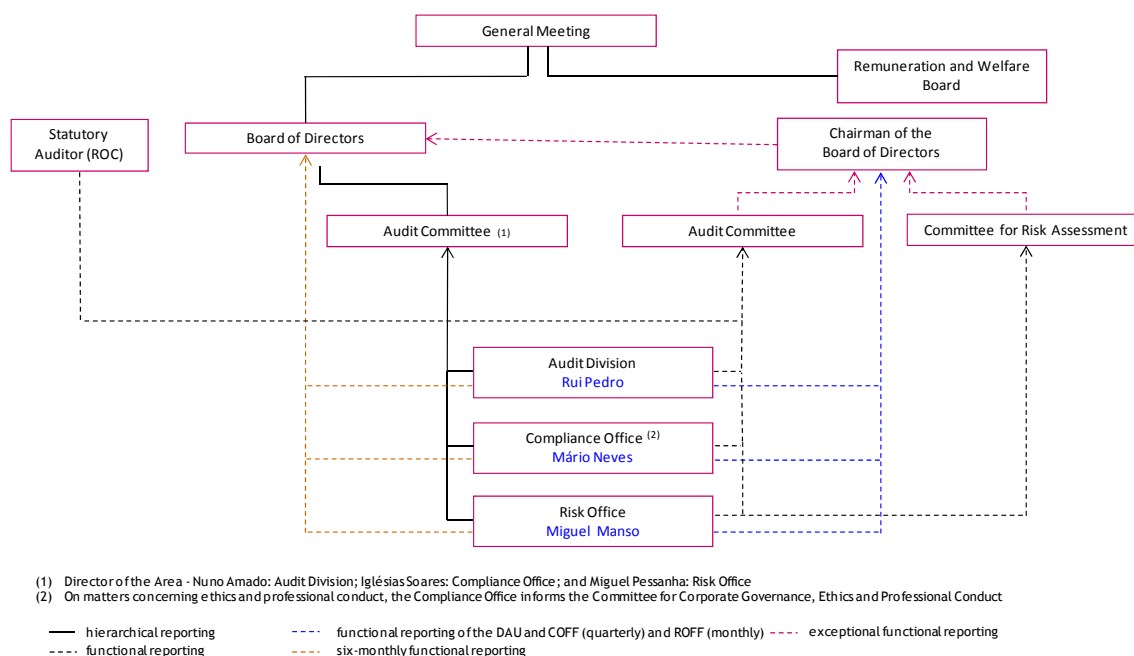 General Meeting
Remuneration and Welfare
Board
Statutory
Auditor (ROC)
Board of Directors
Chairman of the
Board of Directors
Audit Committee (1)
Audit Committee
Committee for Risk Assessment
Audit Division
Rui Pedro
Compliance Office (2)
Mário Neves
Risk Office
Miguel Manso
(1) Director of the Area - Nuno Amado: Audit Division; Iglésias Soares: Compliance Office; and Miguel Pessanha: Risk Office
(2) On matters concerning ethics and professional conduct, the Compliance Office informs the Committee for Corporate Governance, Ethics and Professional Conduct
hierarchical reporting
functional reporting of the DAU and COFF (quarterly) and ROFF (monthly)
exceptional functional reporting
functional reporting
six-monthly functional reporting